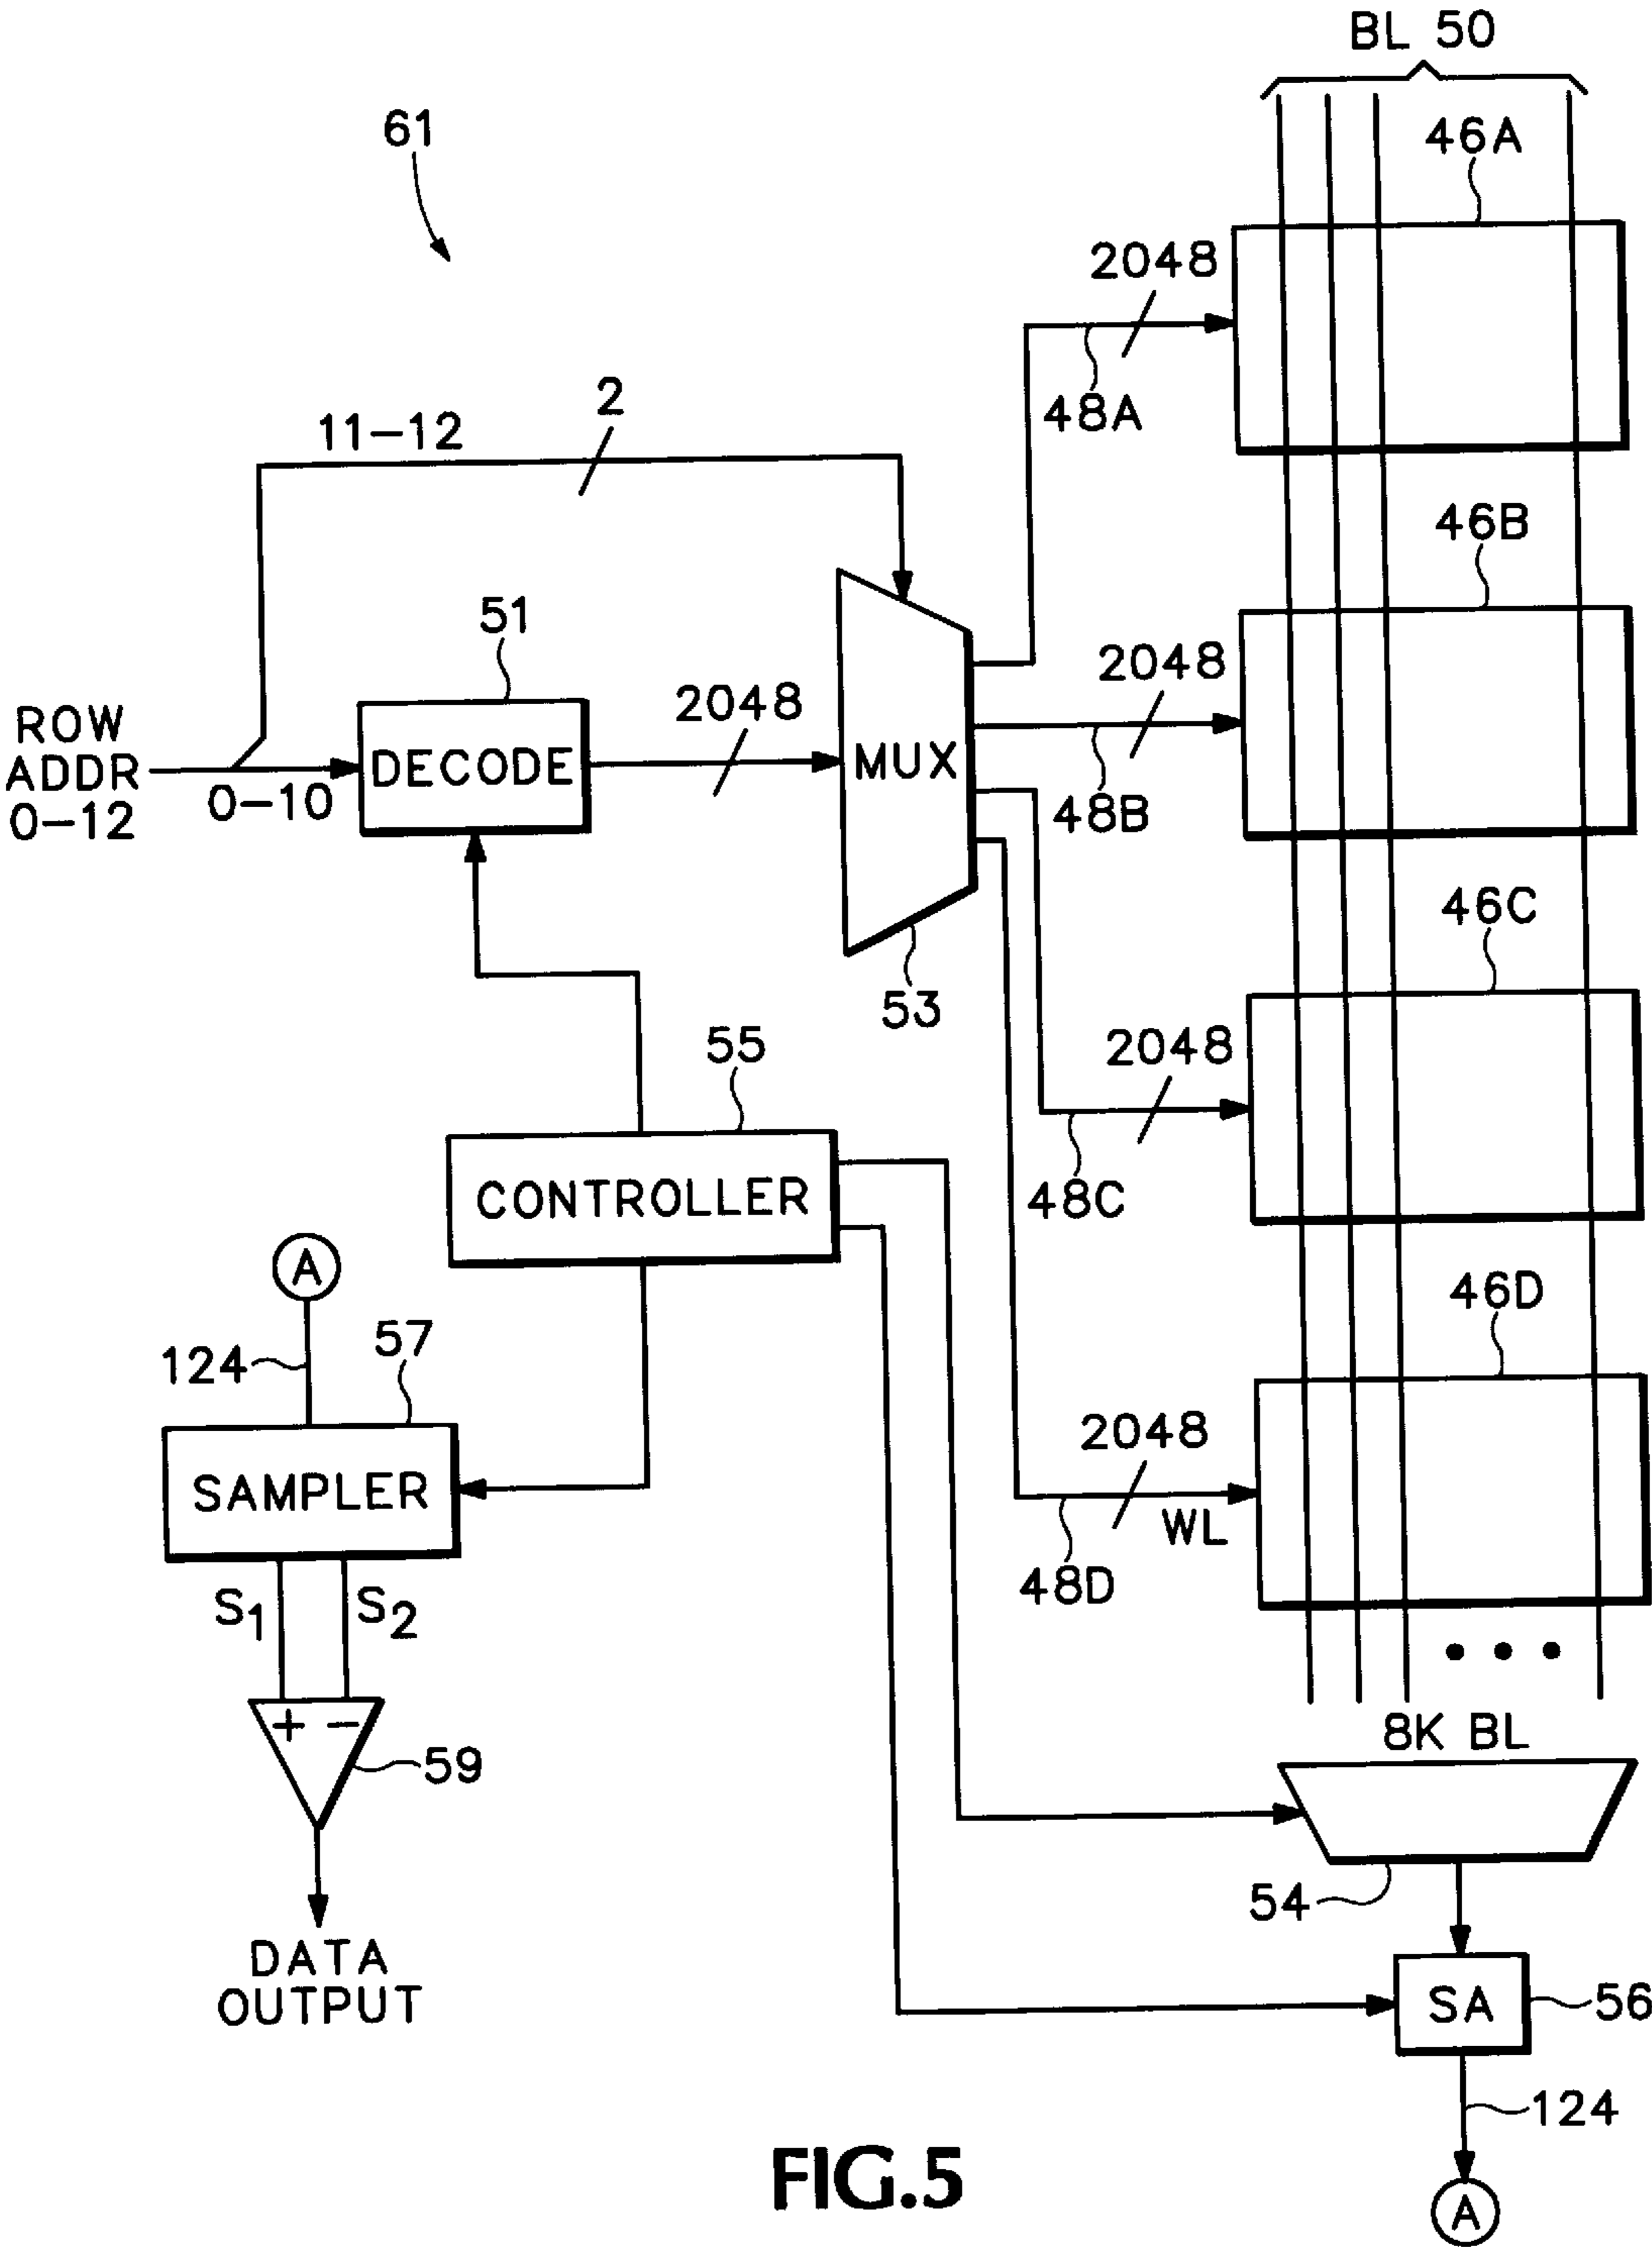 BL 50
61
46A
2048
48A
2
11-12
46B
51
2048
2048
ROW
ADDR
0-12
0-10
DECODE
MUX
48B
46C
53
55
2048
CONTROLLER
48C
A
46D
124
57
2048
SAMPLER
WL
48D
S1
S2
8K BL
+ -
59
54
DATA
OUTPUT
SA
56
124
A
FIG.5